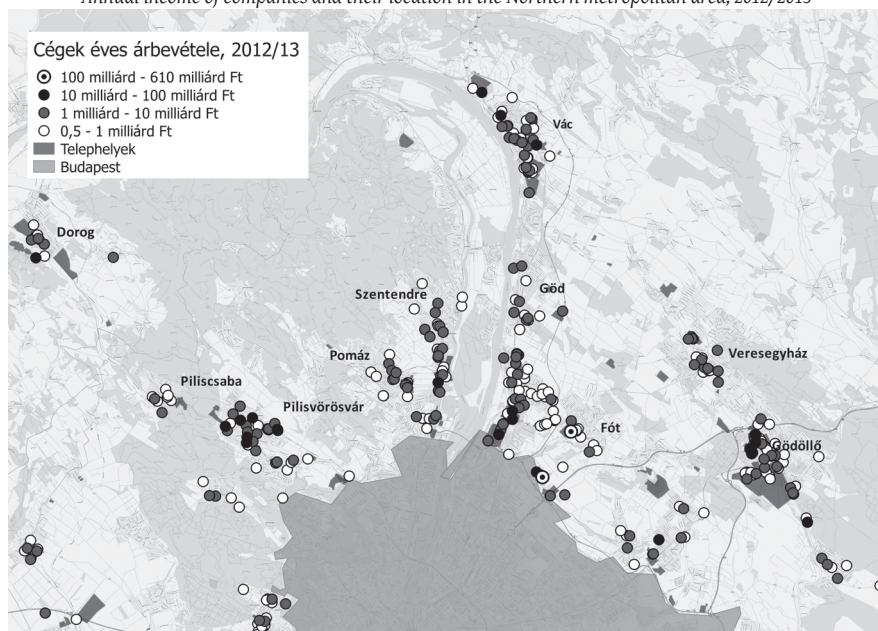 Annual income of companies and their location in the Northern metropolitan area, 2012/2013
Cégek éves árbevétele, 2012/13
100 milliárd - 610 milliárd Ft
10 milliárd - 100 milliárd Ft
1 milliárd - 10 milliárd Ft
0,5 - 1 milliárd Ft
Telephelyek
Budapest
Vác
Dorog
Szentendre
Göd
Pomáz
Veresegyház
Piliscsaba
Pilisvörösvár
Fót
Gödöllő